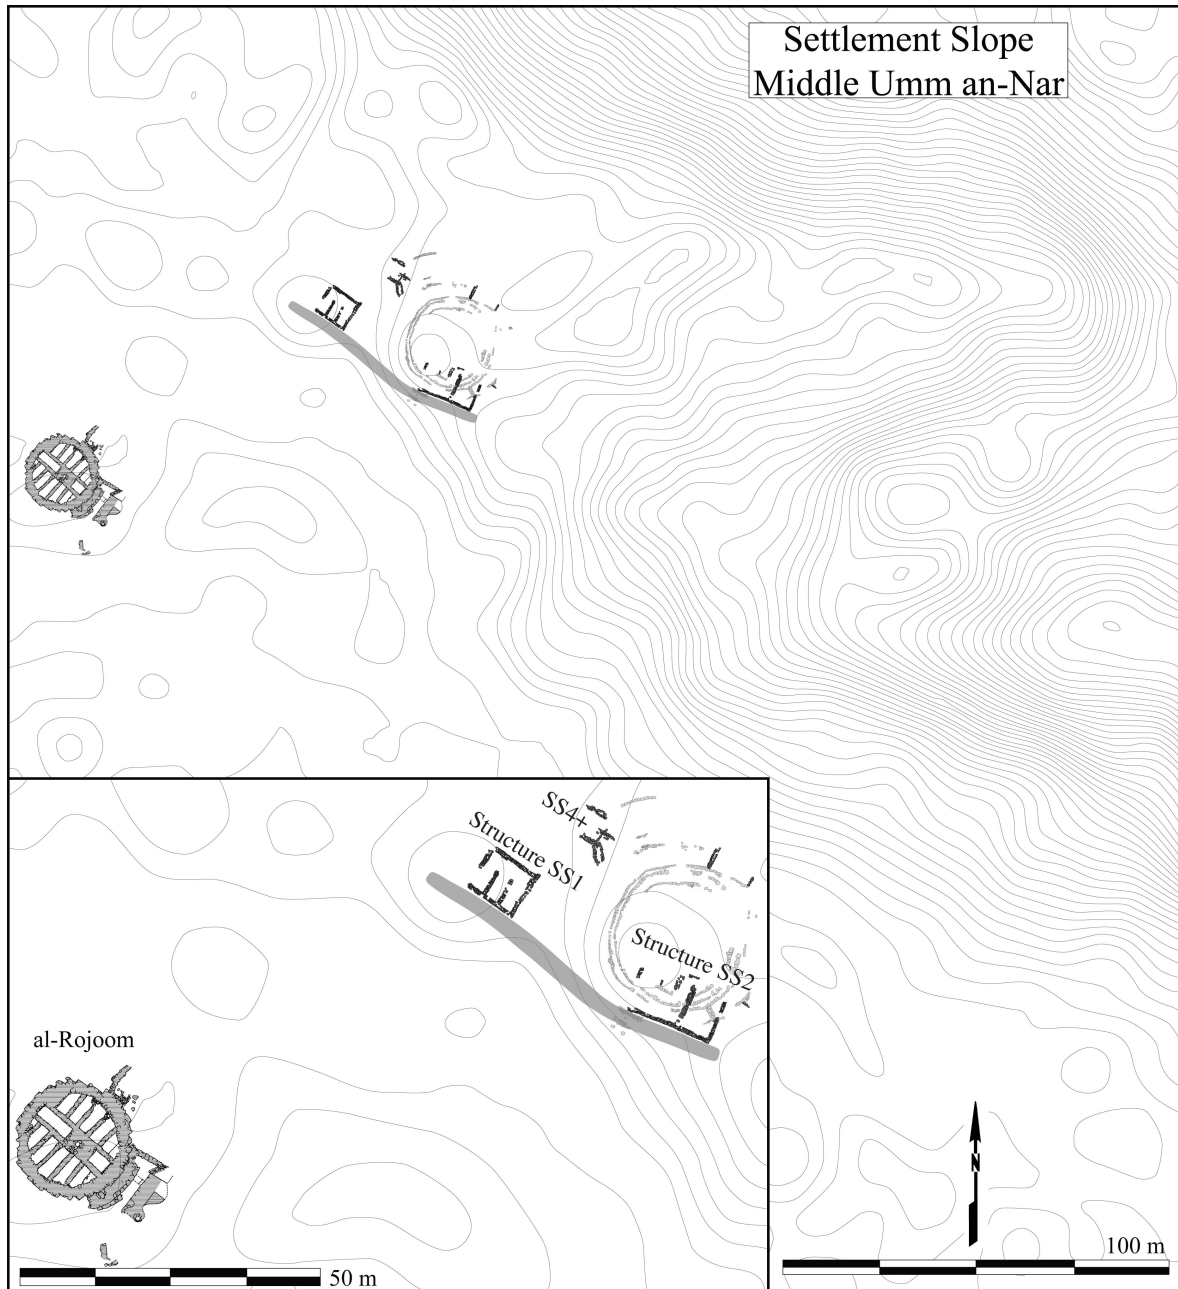 Settlement Slope
Middle Umm an-Nar
SS4+
Structure SS1
Structure SS2
al-Rojoom
N
100 m
50 m